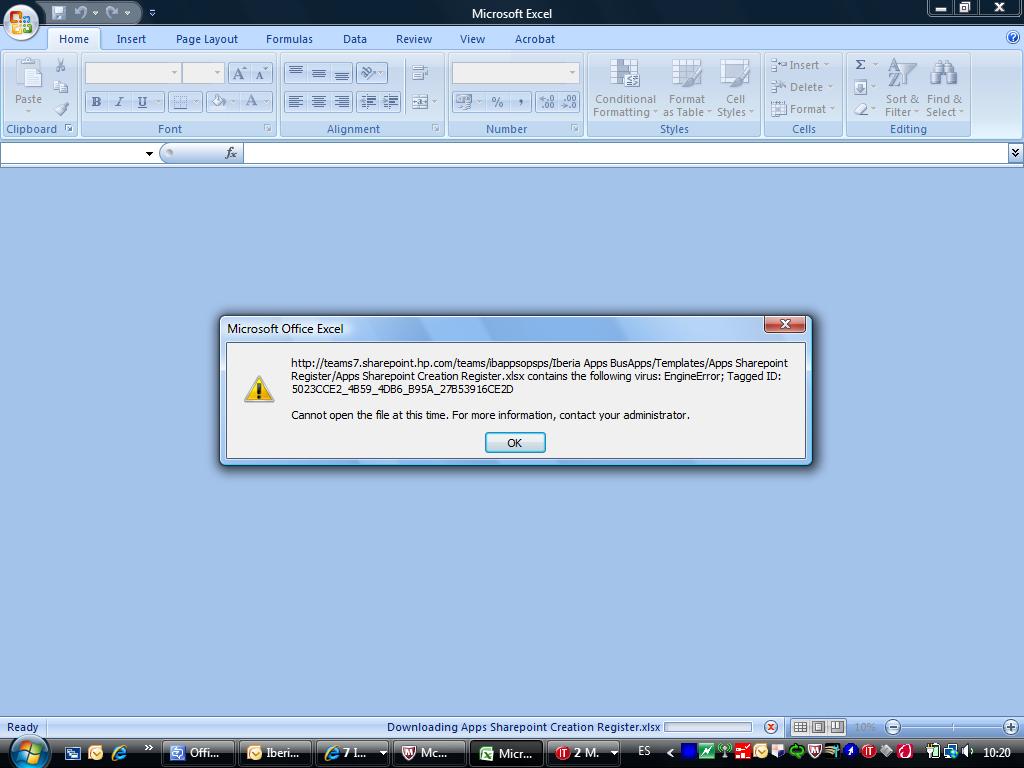 Microsoft Excel
Home Insert Page Layout Formulas Data Review View Acrobat
Paste
B I U
A A
A
% ,
Conditional Formatting
Format as Table
Cell Styles
Insert
Delete
Format
Σ
Sort & Filter
Find & Select
Clipboard Font Alignment Number Styles Cells Editing
fx
Microsoft Office Excel
http://teams7.sharepoint.hp.com/teams/ibappsopsps/Iberia Apps BusApps/Templates/Apps Sharepoint
Register/Apps Sharepoint Creation Register.xlsx contains the following virus: EngineError; Tagged ID:
5023CCE2_4B59_4DB6_B95A_27B53916CE2D
Cannot open the file at this time. For more information, contact your administrator.
OK
Ready Downloading Apps Sharepoint Creation Register.xlsx 10%
Offi... Iberi... 7 I... Mc... Micr... 2 M. ES 10:20